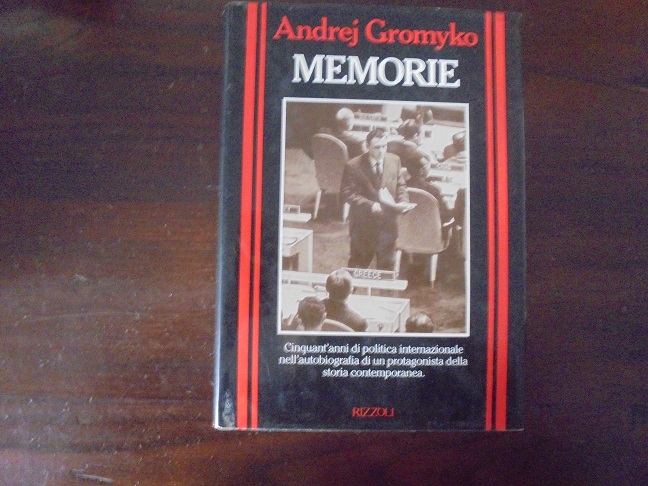 Andrej Gromyko
MEMORIE
GREECE
Cinquant'anni di politica internazionale
nell'autobiografia di un protagonista della
storia contemporanea.
RIZZOLI